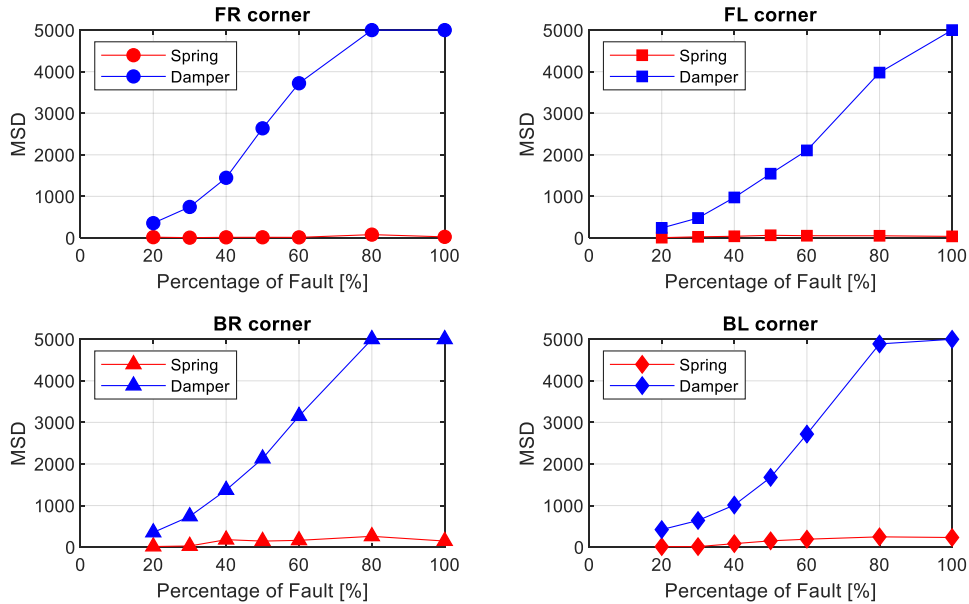 FR corner
5000
4000
3000
2000
1000
0
MSD
Spring
Damper
0 20 40 60 80 100
Percentage of Fault [%]
FL corner
5000
4000
3000
2000
1000
0
MSD
Spring
Damper
0 20 40 60 80 100
Percentage of Fault [%]
BR corner
5000
4000
3000
2000
1000
0
MSD
Spring
Damper
0 20 40 60 80 100
Percentage of Fault [%]
BL corner
5000
4000
3000
2000
1000
0
MSD
Spring
Damper
0 20 40 60 80 100
Percentage of Fault [%]